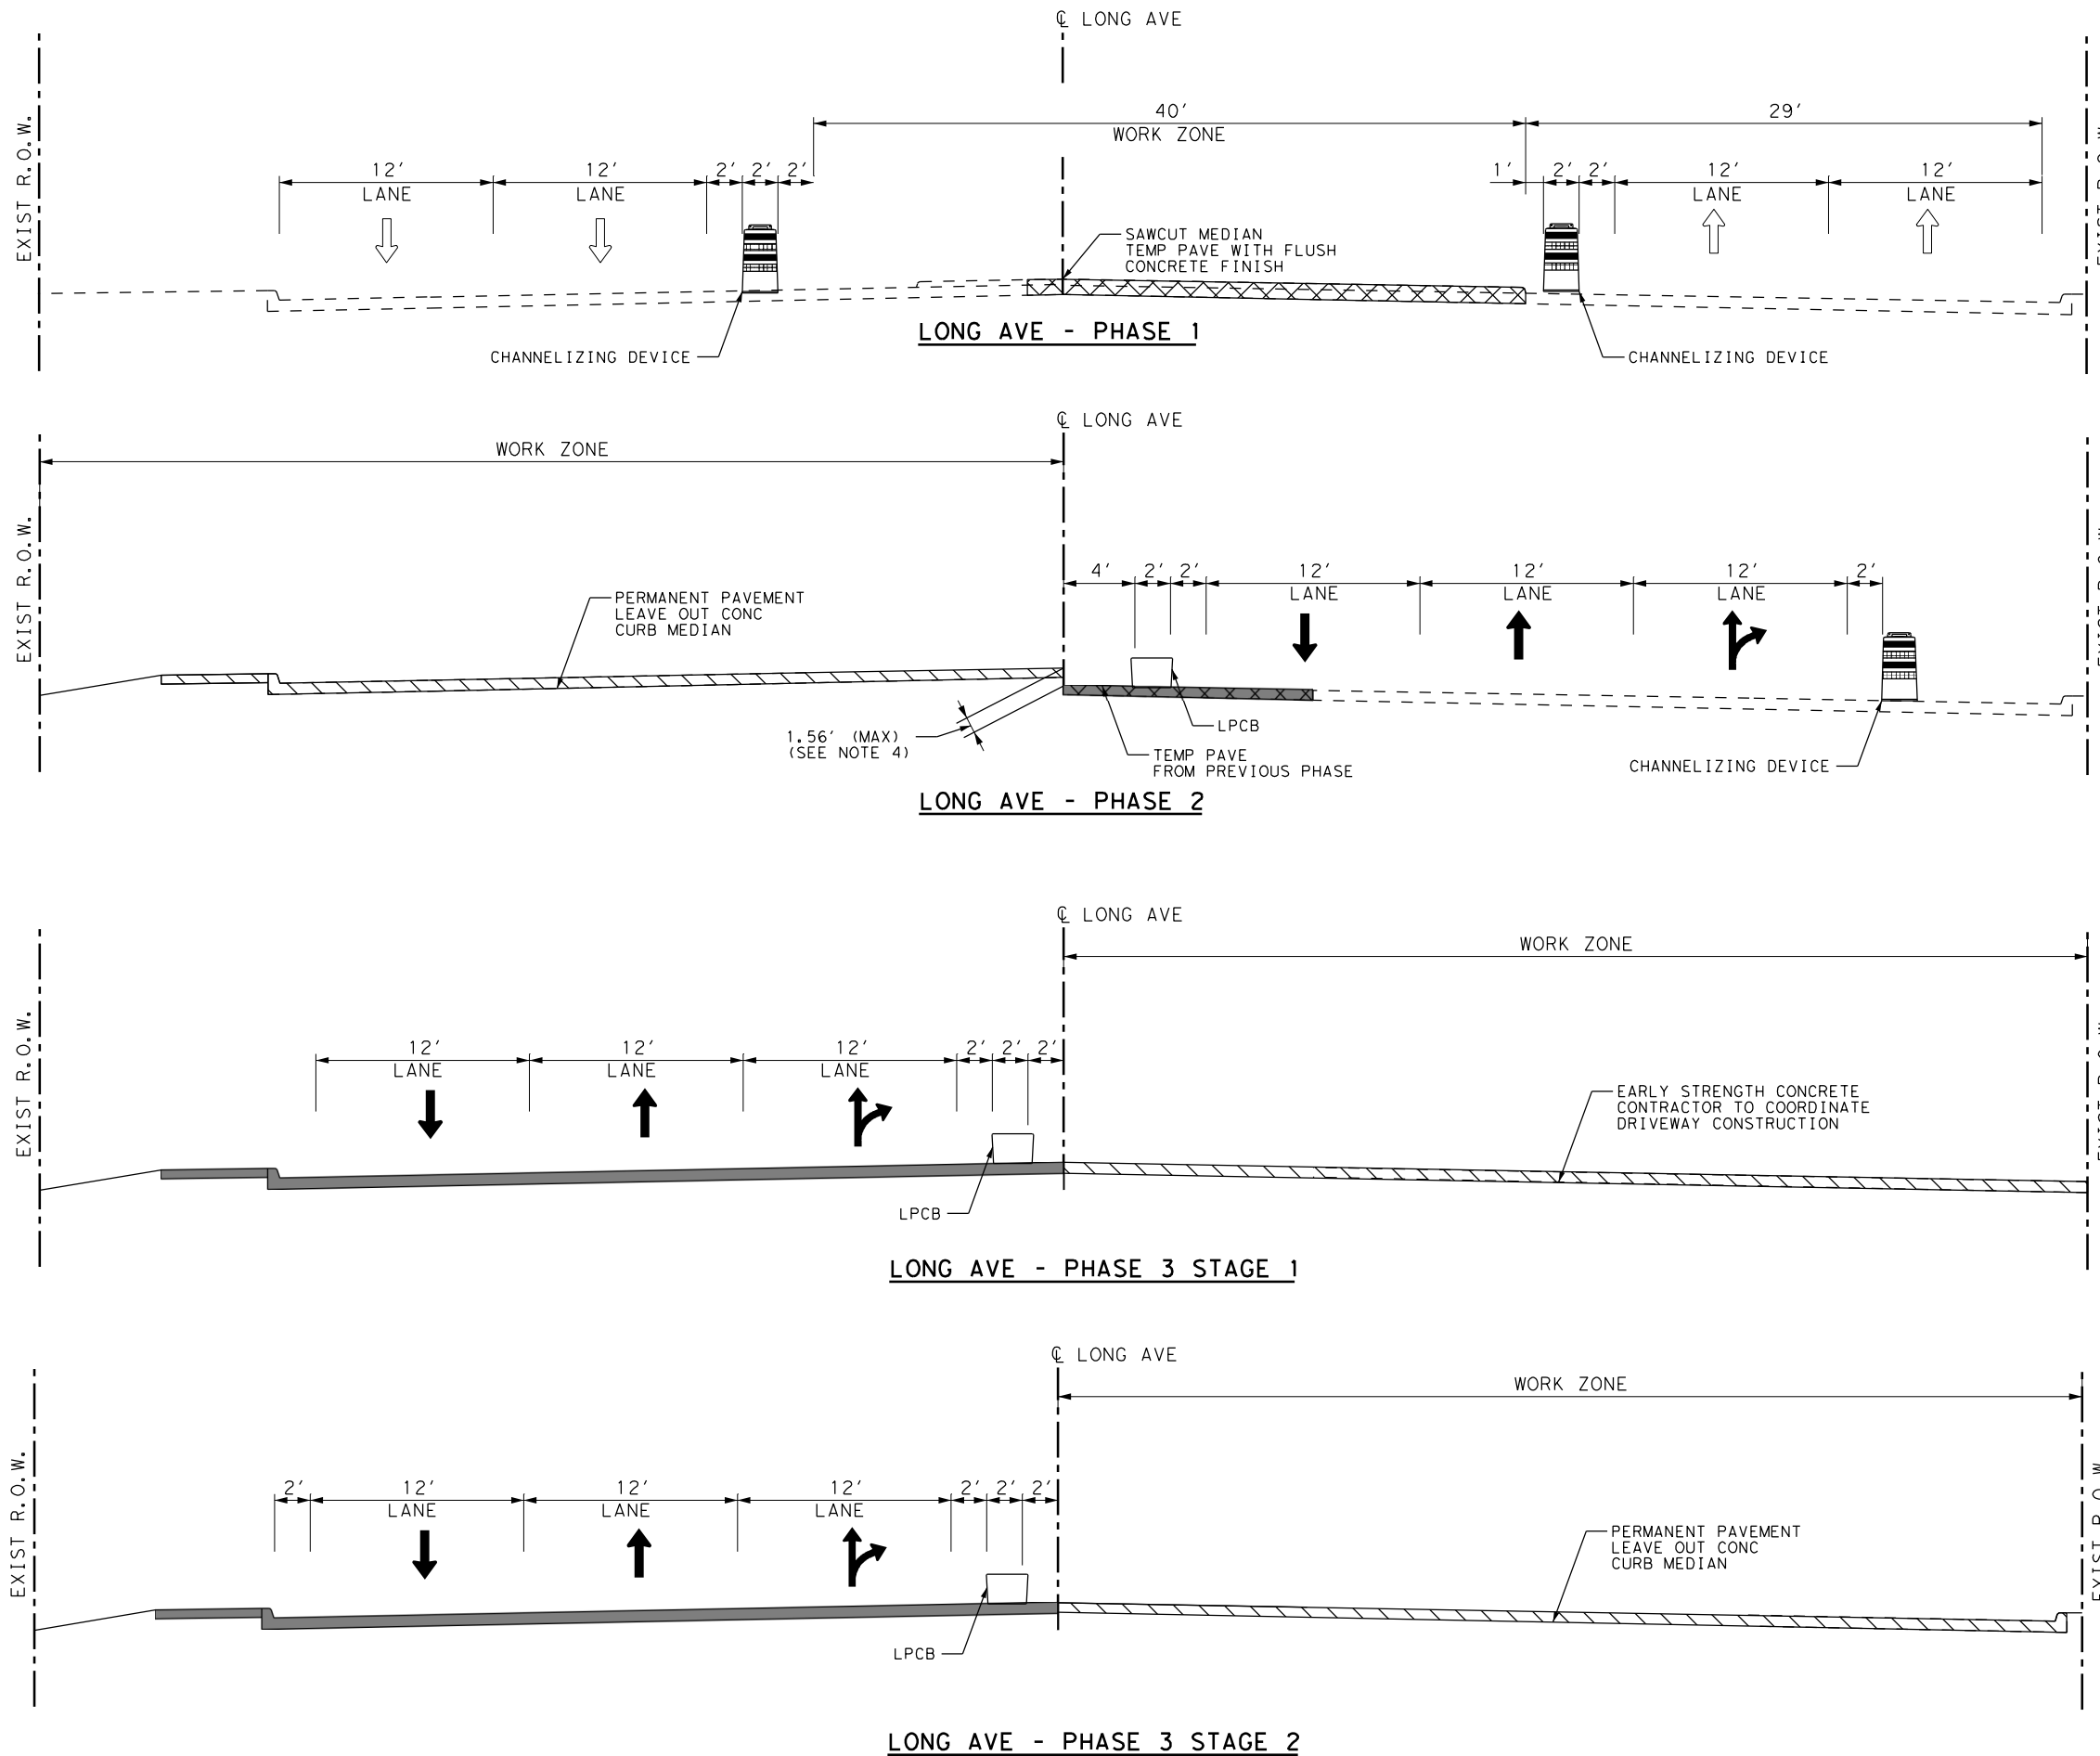 ℄ LONG AVE
40'
WORK ZONE
29'
12'
LANE
12'
LANE
2'
2'
2'
1'
2'
2'
12'
LANE
12'
LANE
EXIST R.O.W.
SAWCUT MEDIAN
TEMP PAVE WITH FLUSH
CONCRETE FINISH
CHANNELIZING DEVICE
CHANNELIZING DEVICE
LONG AVE - PHASE 1
℄ LONG AVE
WORK ZONE
EXIST R.O.W.
4'
2'
2'
12'
LANE
12'
LANE
12'
LANE
2'
PERMANENT PAVEMENT
LEAVE OUT CONC
CURB MEDIAN
1.56' (MAX)
(SEE NOTE 4)
LPCB
TEMP PAVE
FROM PREVIOUS PHASE
CHANNELIZING DEVICE
LONG AVE - PHASE 2
℄ LONG AVE
WORK ZONE
EXIST R.O.W.
12'
LANE
12'
LANE
12'
LANE
2'
2'
2'
EARLY STRENGTH CONCRETE
CONTRACTOR TO COORDINATE
DRIVEWAY CONSTRUCTION
LPCB
LONG AVE - PHASE 3 STAGE 1
℄ LONG AVE
WORK ZONE
EXIST R.O.W.
2'
12'
LANE
12'
LANE
12'
LANE
2'
2'
2'
PERMANENT PAVEMENT
LEAVE OUT CONC
CURB MEDIAN
LPCB
LONG AVE - PHASE 3 STAGE 2